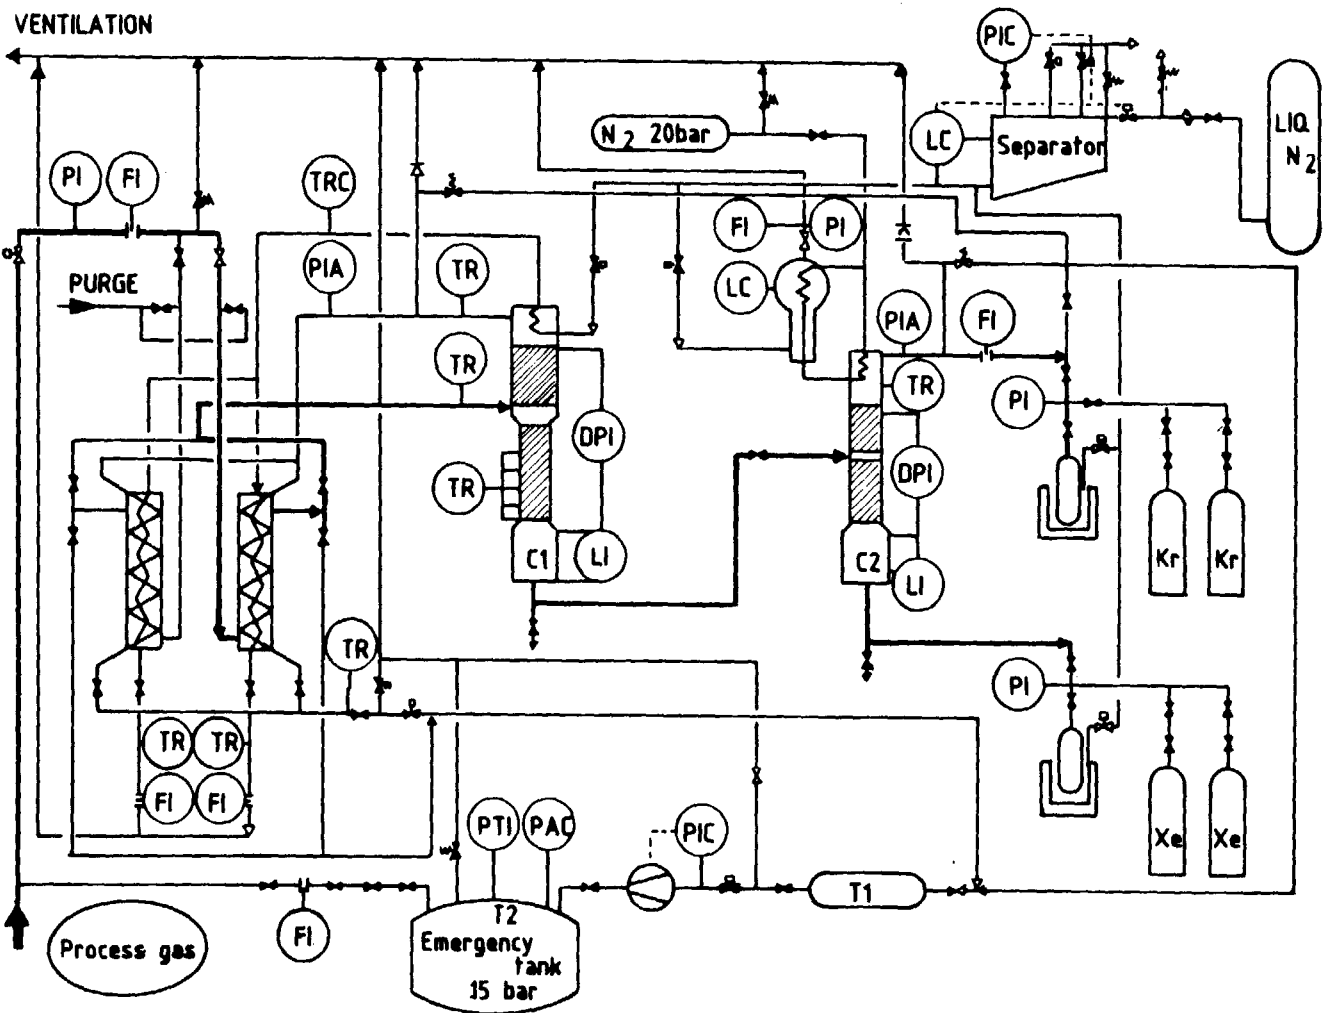 VENTILATION
PIC
LIQ.
N2
N2 20bar
LC
Separator
PI
FI
TRC
FI
PI
PURGE
PIA
TR
LC
PIA
FI
TR
TR
PI
DPI
DPI
TR
C1
LI
C2
LI
Kr
Kr
TR
PI
TR
TR
FI
FI
PTI
PAC
PIC
Xe
Xe
T1
T2
Emergency
tank
15 bar
FI
Process gas